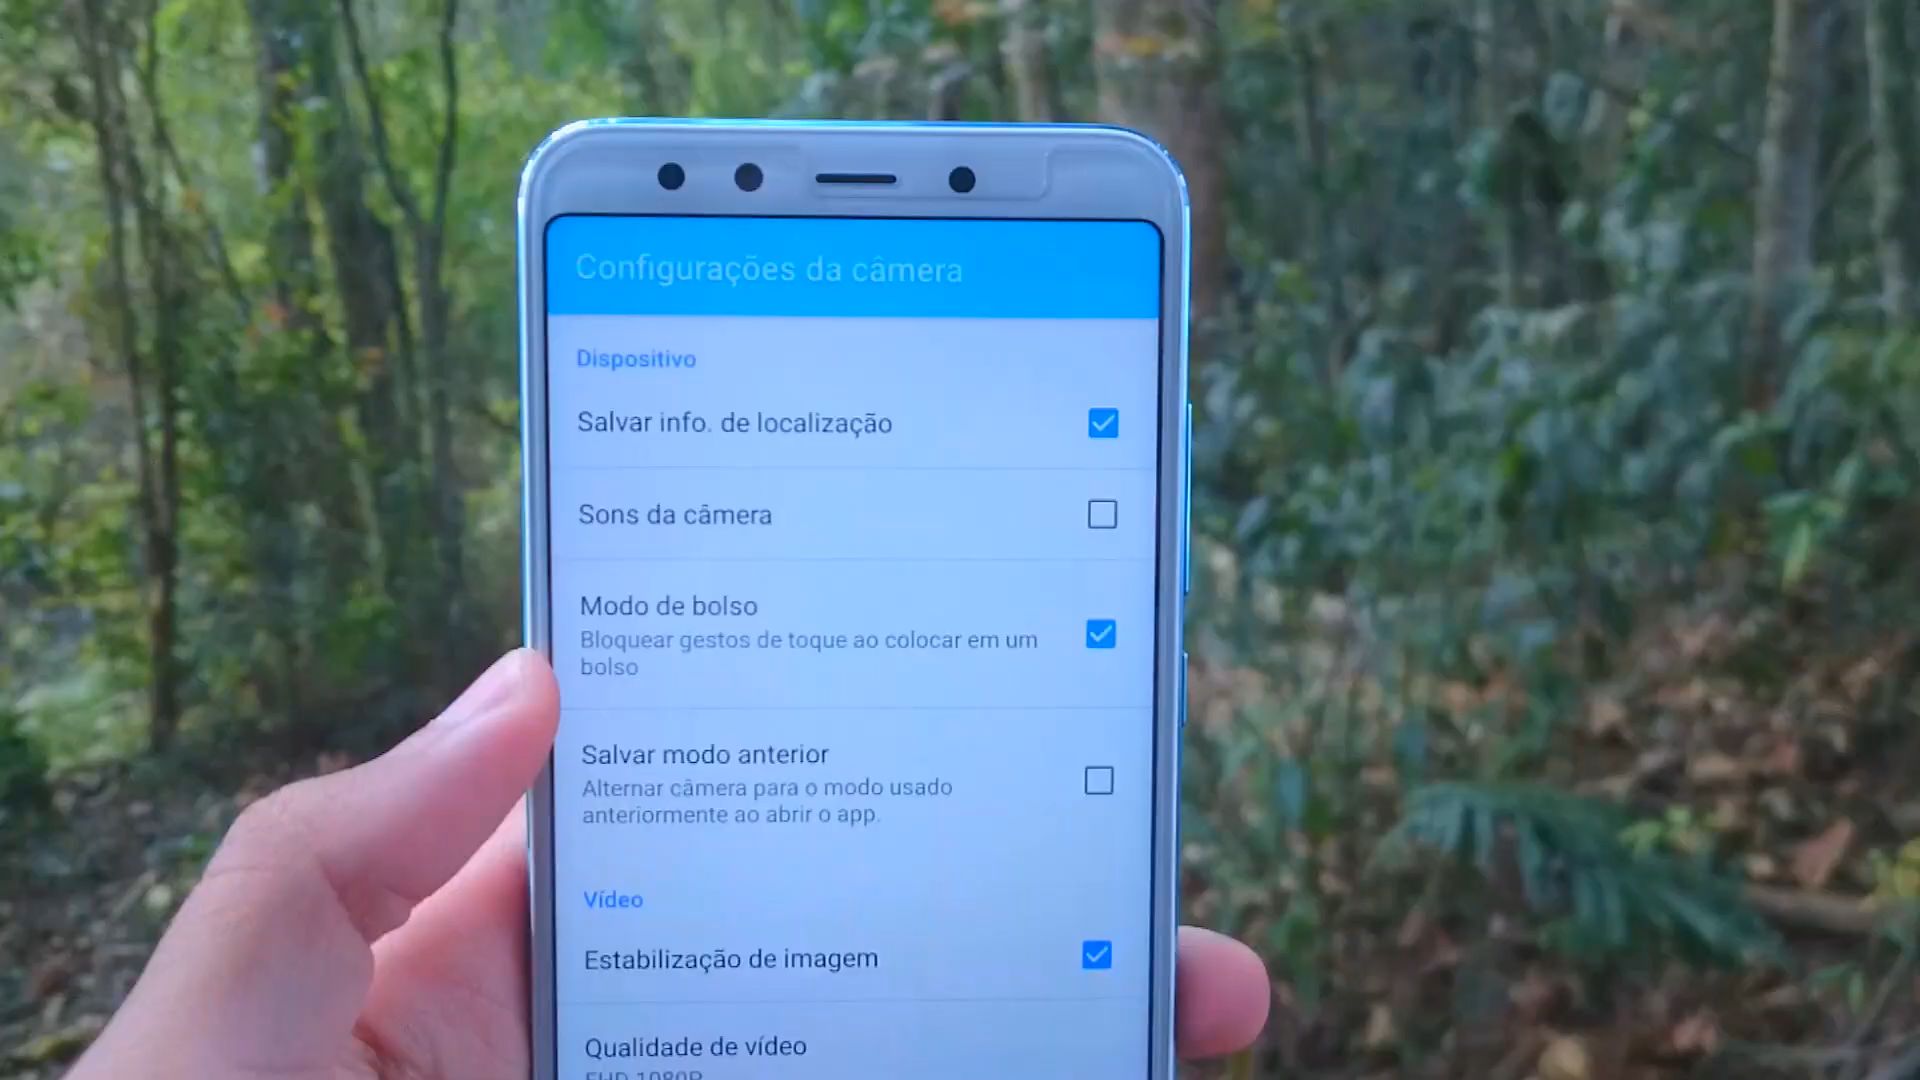 Configurações da câmera
Dispositivo
Salvar info. de localização
Sons da câmera
Modo de bolso
Bloquear gestos de toque ao colocar em um
bolso
Salvar modo anterior
Alternar câmera para o modo usado
anteriormente ao abrir o app.
Vídeo
Estabilização de imagem
Qualidade de vídeo
FHD 1080P